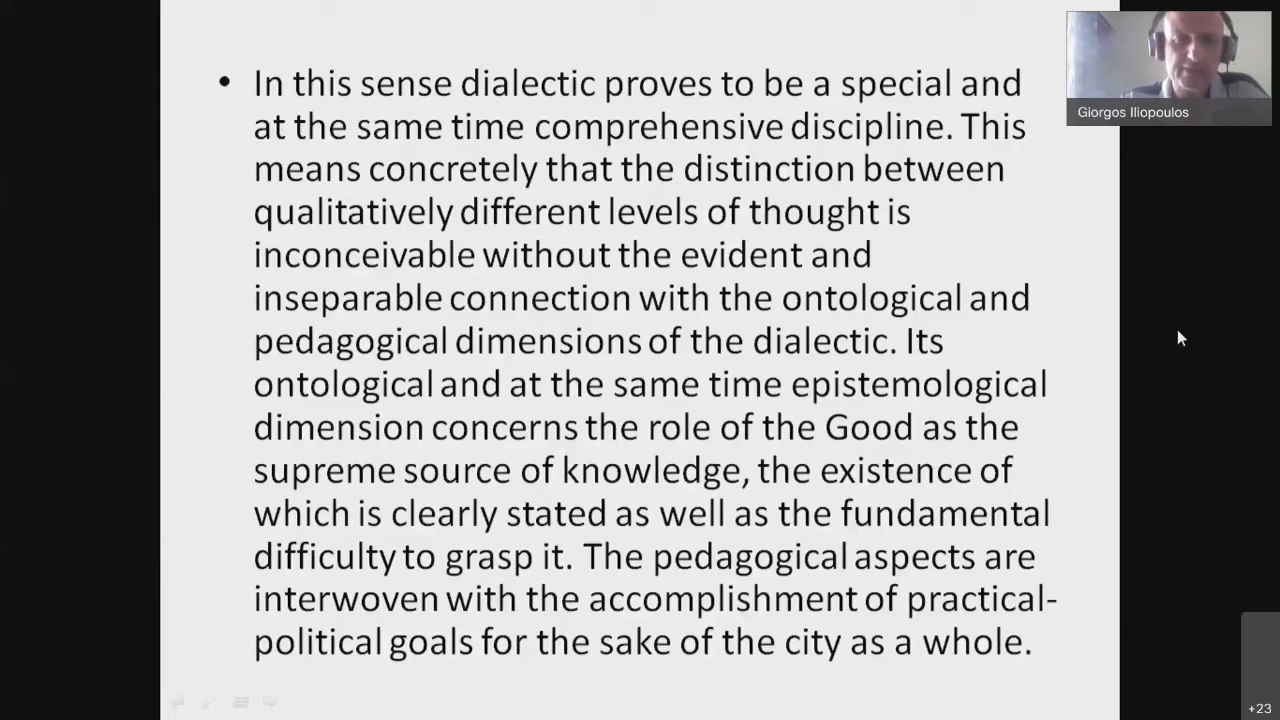 • In this sense dialectic proves to be a special and
at the same time comprehensive discipline. This
means concretely that the distinction between
qualitatively different levels of thought is
inconceivable without the evident and
inseparable connection with the ontological and
pedagogical dimensions of the dialectic. Its
ontological and at the same time epistemological
dimension concerns the role of the Good as the
supreme source of knowledge, the existence of
which is clearly stated as well as the fundamental
difficulty to grasp it. The pedagogical aspects are
interwoven with the accomplishment of practical-
political goals for the sake of the city as a whole.
Giorgos Iliopoulos
+23